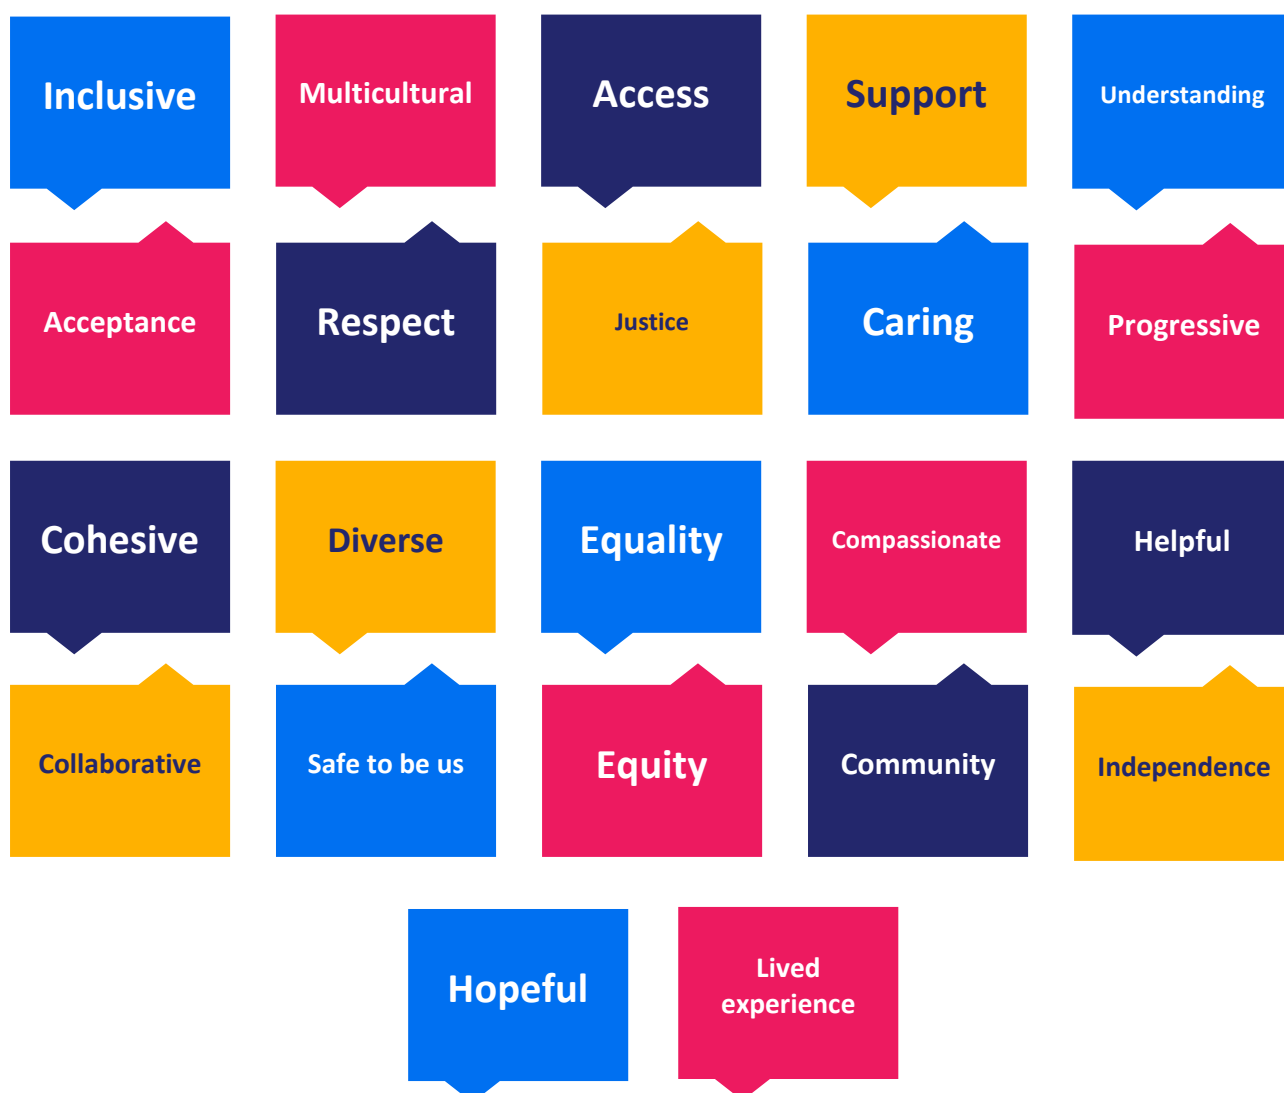 Inclusive
Multicultural
Access
Support
Understanding
Acceptance
Respect
Justice
Caring
Progressive
Cohesive
Diverse
Equality
Compassionate
Helpful
Collaborative
Safe to be us
Equity
Community
Independence
Hopeful
Lived
experience